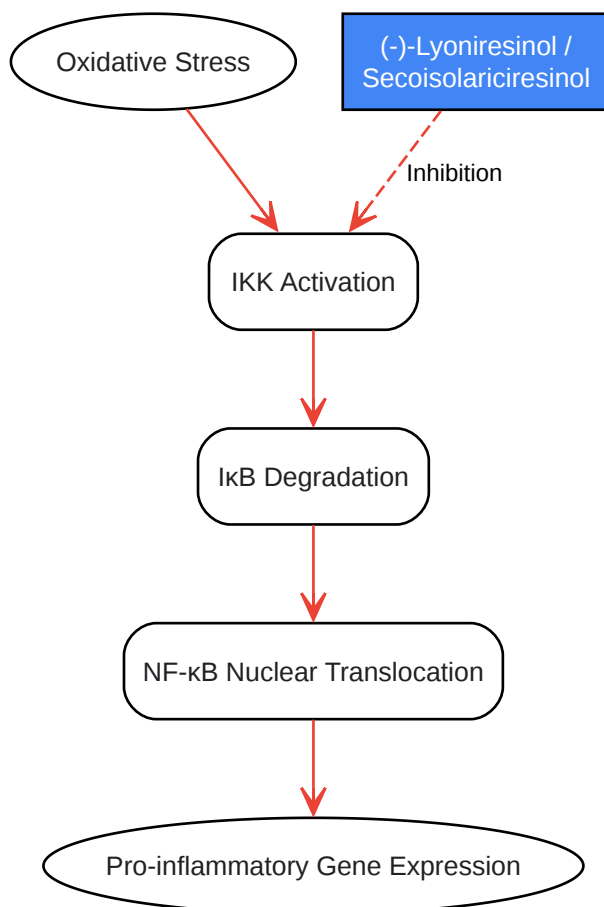 Oxidative Stress
(-)-Lyoniresinol /
Secoisolariciresinol
Inhibition
IKK Activation
IκB Degradation
NF-κB Nuclear Translocation
Pro-inflammatory Gene Expression